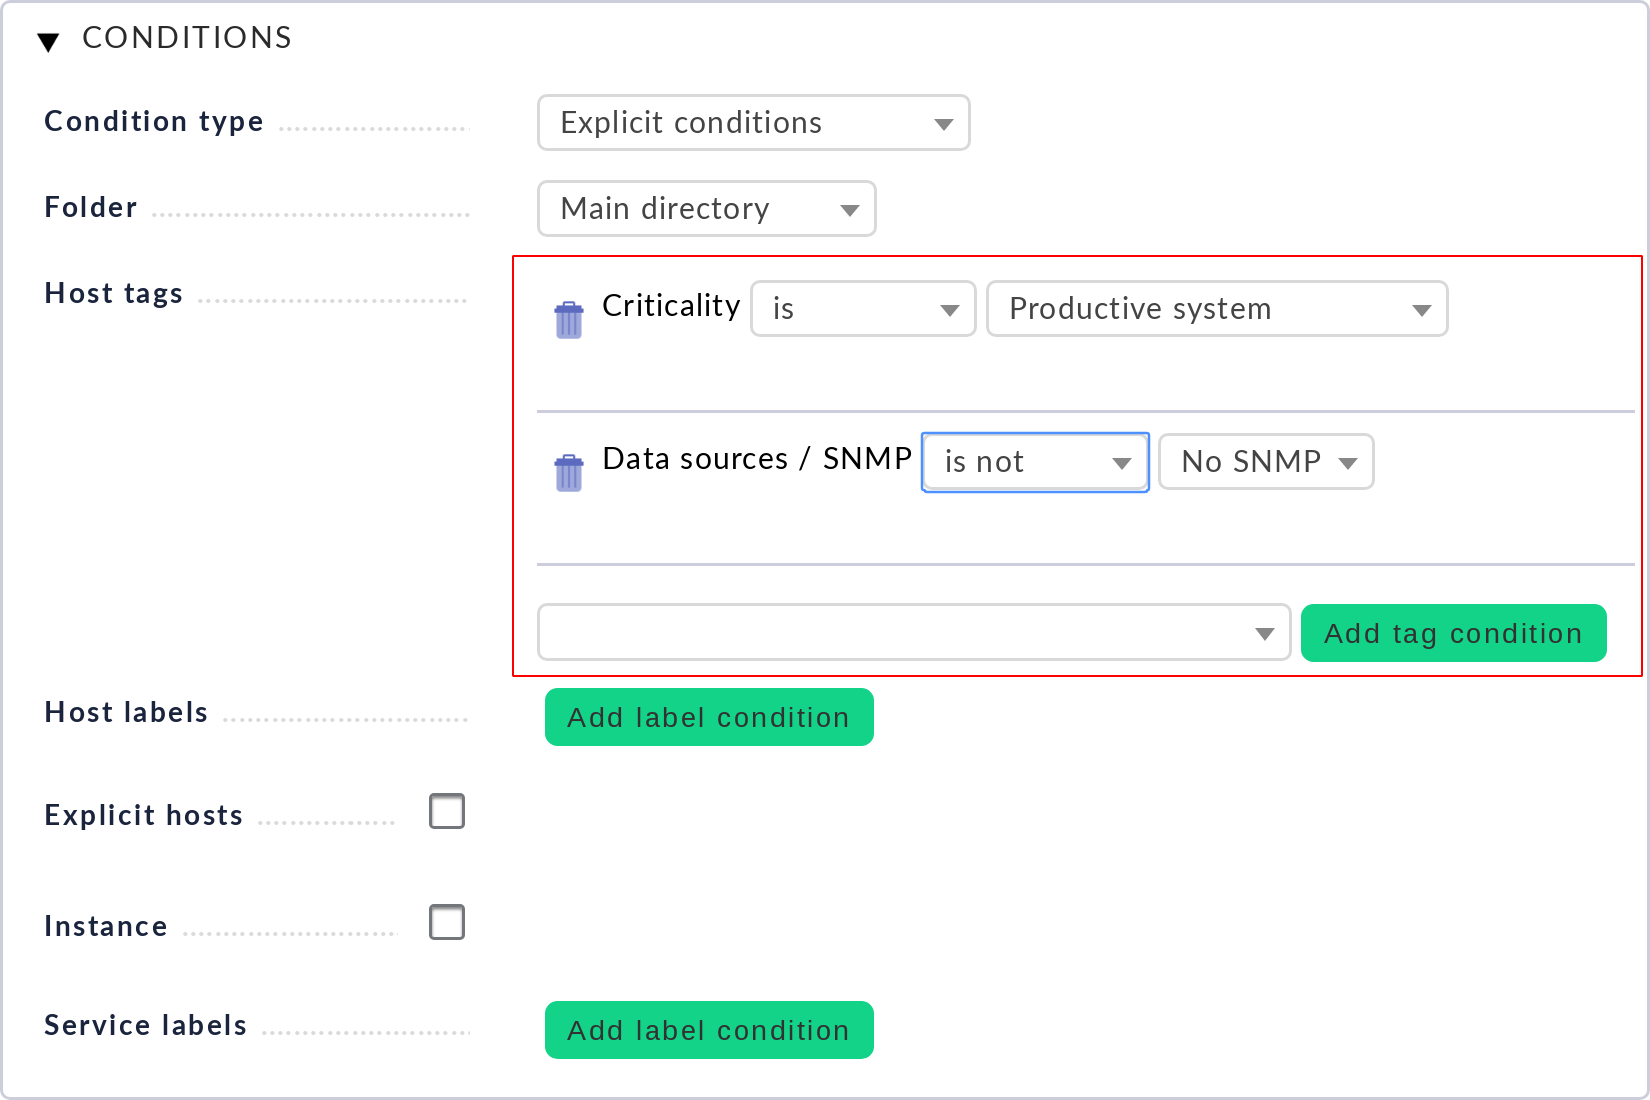 CONDITIONS
Condition type Explicit conditions
Folder Main directory
Host tags Criticality is Productive system
Data sources / SNMP is not No SNMP
Add tag condition
Host labels Add label condition
Explicit hosts
Instance
Service labels Add label condition